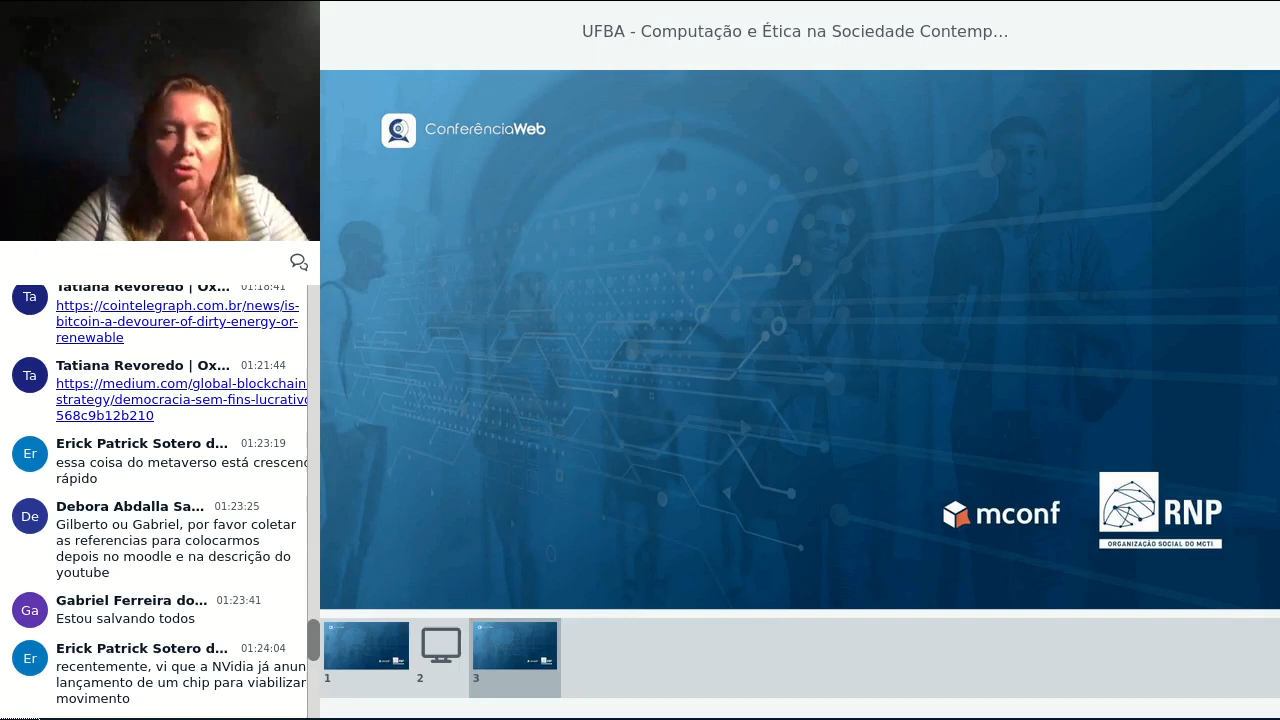 UFBA - Computação e Ética na Sociedade Contemp…
ConferênciaWeb
Tatiana Revoredo | Ox… 01:18:41
Ta
https://cointelegraph.com.br/news/is-
bitcoin-a-devourer-of-dirty-energy-or-
renewable
Tatiana Revoredo | Ox… 01:21:44
Ta
https://medium.com/global-blockchain
strategy/democracia-sem-fins-lucrativo
568c9b12b210
Erick Patrick Sotero d… 01:23:19
Er
essa coisa do metaverso está crescend
rápido
Debora Abdalla Sa… 01:23:25
De
Gilberto ou Gabriel, por favor coletar
as referencias para colocarmos
depois no moodle e na descrição do
youtube
Gabriel Ferreira do… 01:23:41
Ga
Estou salvando todos
Erick Patrick Sotero d… 01:24:04
Er
recentemente, vi que a NVidia já anun
lançamento de um chip para viabilizar
movimento
mconf
RNP
ORGANIZAÇÃO SOCIAL DO MCTI
1
2
3